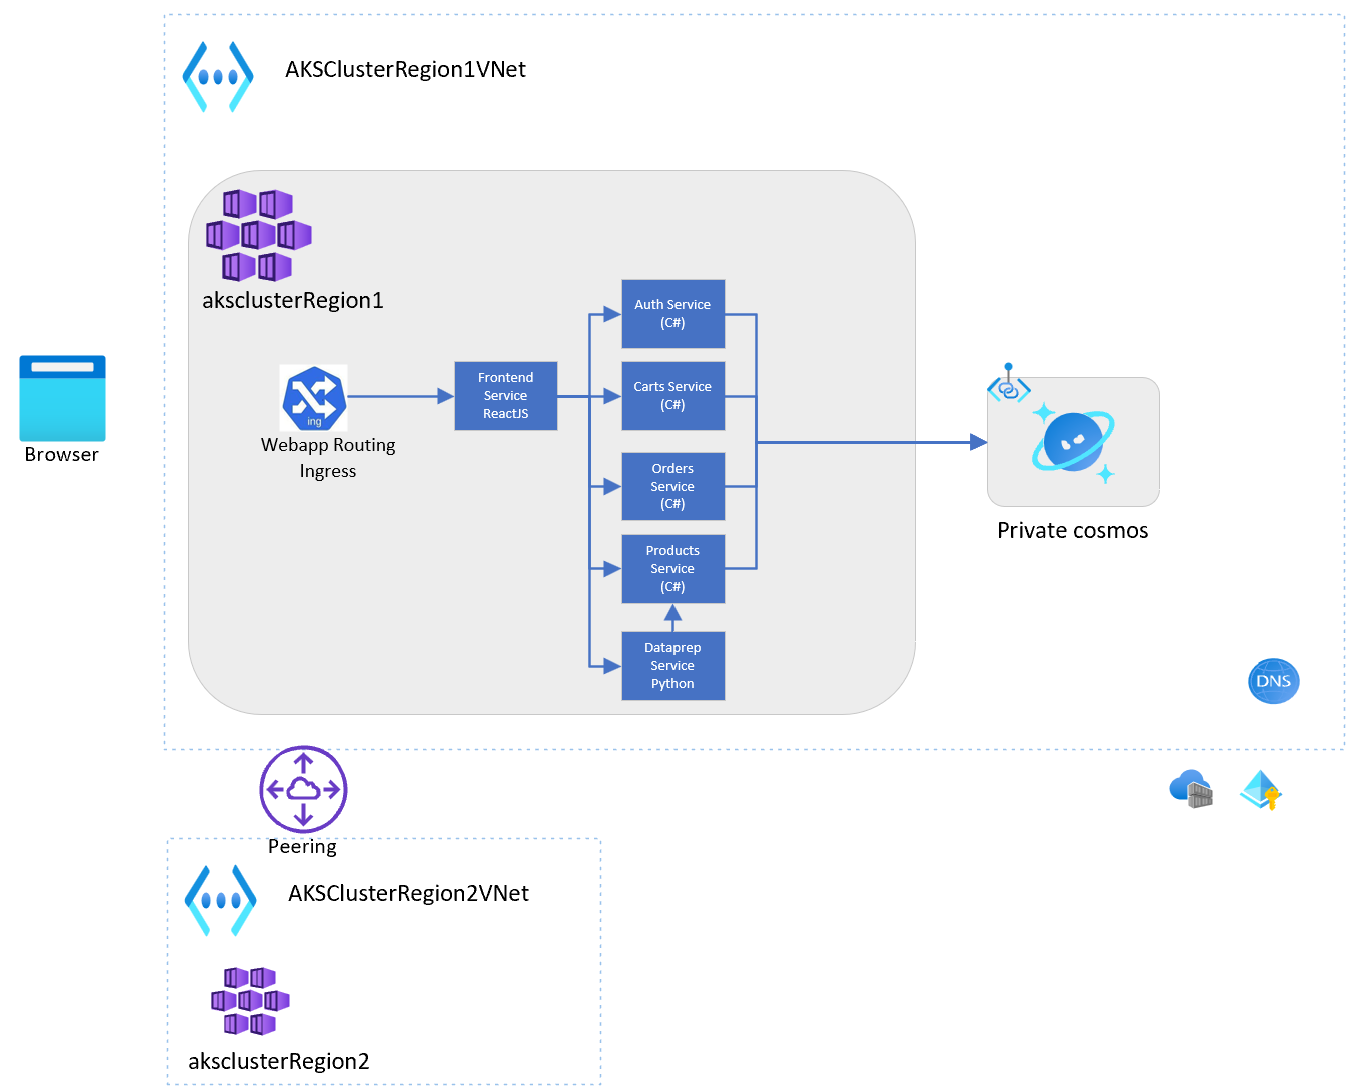 AKSClusterRegion1VNet
aksclusterRegion1
Browser
ing
Webapp Routing
Ingress
Frontend
Service
ReactJS
Auth Service
(C#)
Carts Service
(C#)
Orders
Service
(C#)
Products
Service
(C#)
Dataprep
Service
Python
Private cosmos
DNS
Peering
AKSClusterRegion2VNet
aksclusterRegion2